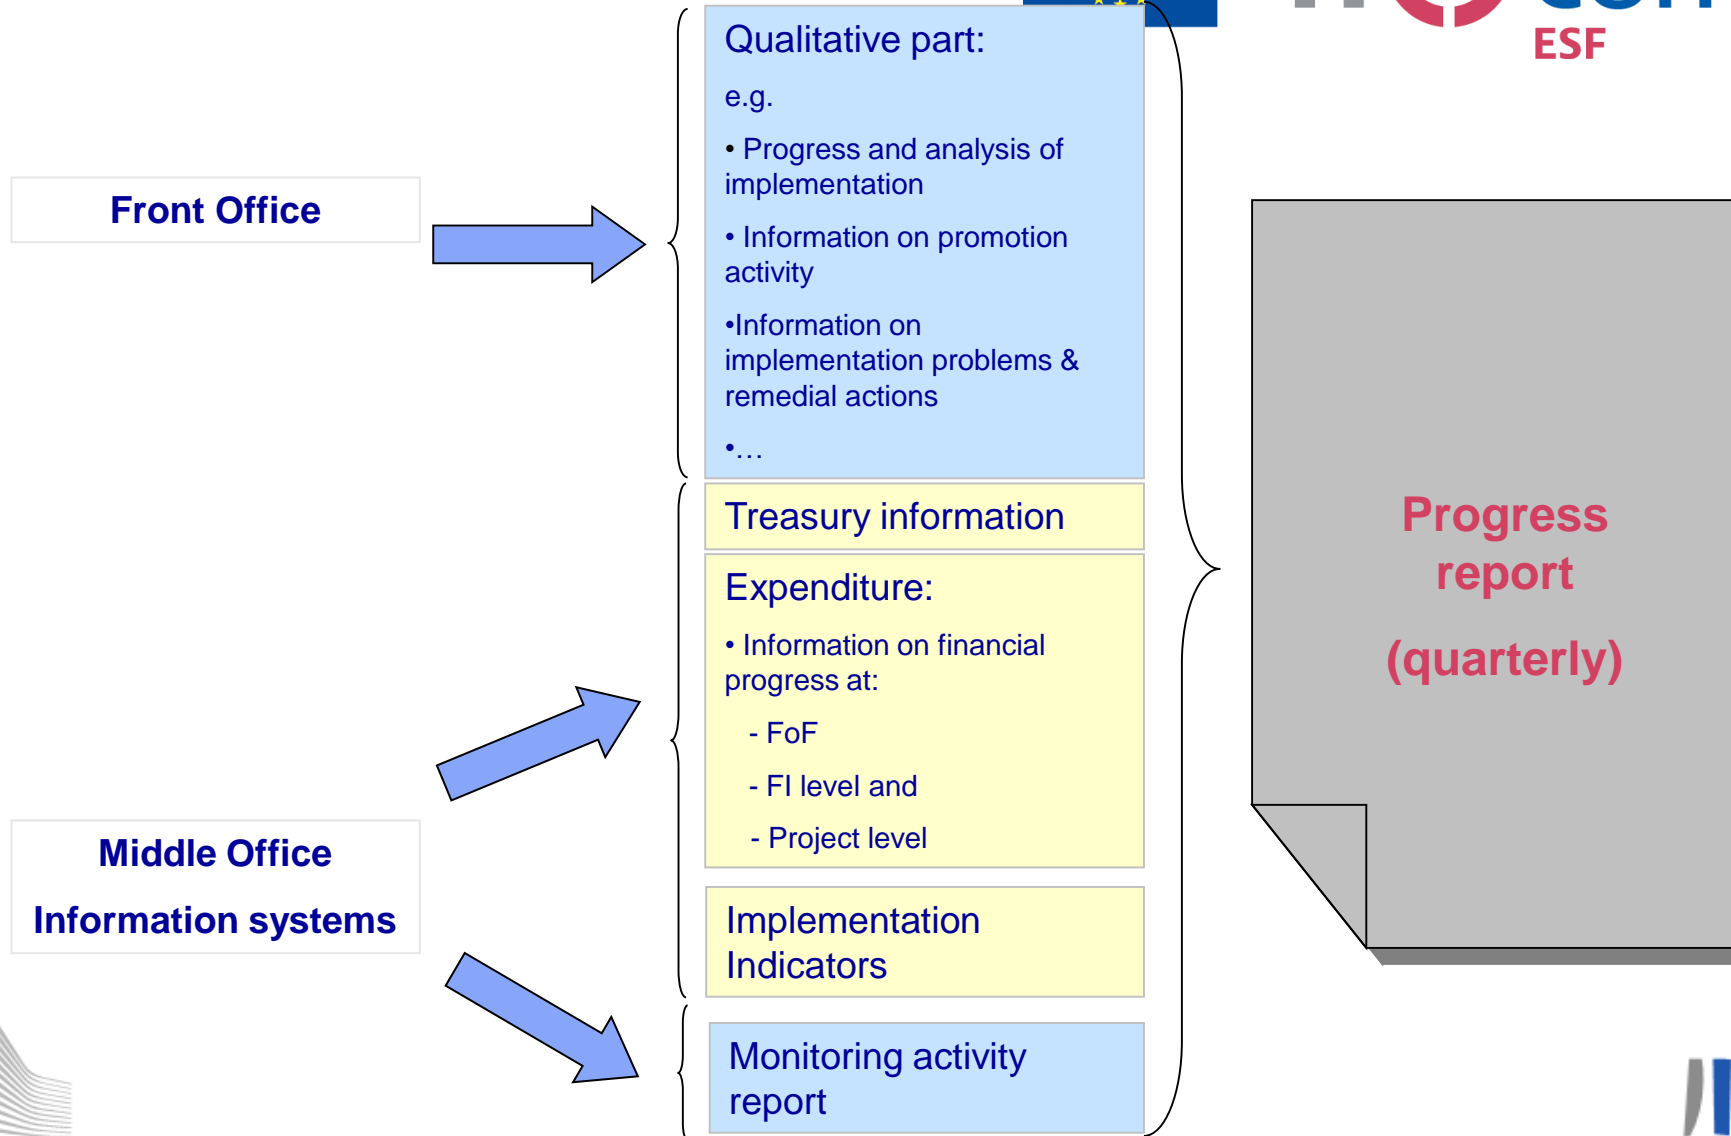 ESF
Qualitative part:
e.g.
• Progress and analysis of
implementation
• Information on promotion
activity
•Information on
implementation problems &
remedial actions
•…
Front Office
Treasury information
Expenditure:
• Information on financial
progress at:
- FoF
- FI level and
- Project level
Middle Office
Information systems
Implementation
Indicators
Monitoring activity
report
Progress
report
(quarterly)